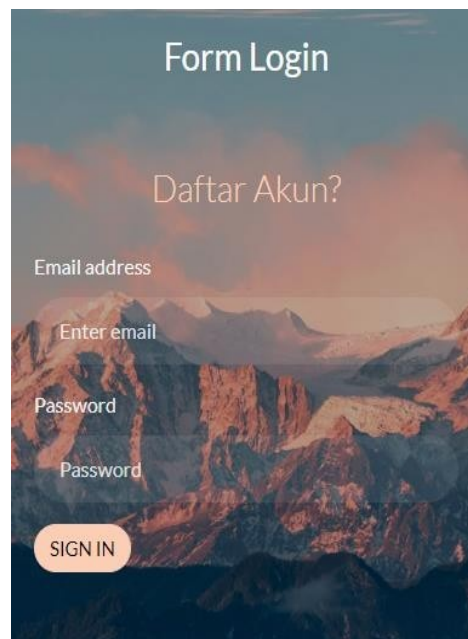 Form Login
Daftar Akun?
Email address
Enter email
Password
Password
SIGN IN